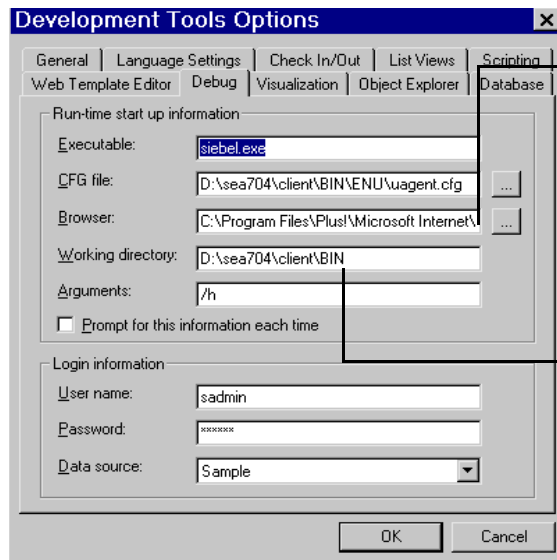 Development Tools Options
General Language Settings Check In/Out List Views Scripting
Web Template Editor Debug Visualization Object Explorer Database
Run-time start up information
Executable: siebel.exe
CFG file: D:\sea704\client\BIN\ENU\uagent.cfg ...
Browser: C:\Program Files\Plus!\Microsoft Internet\ ...
Working directory: D:\sea704\client\BIN
Arguments: /h
Prompt for this information each time
Login information
User name: sadmin
Password: ××××××
Data source: Sample
OK Cancel